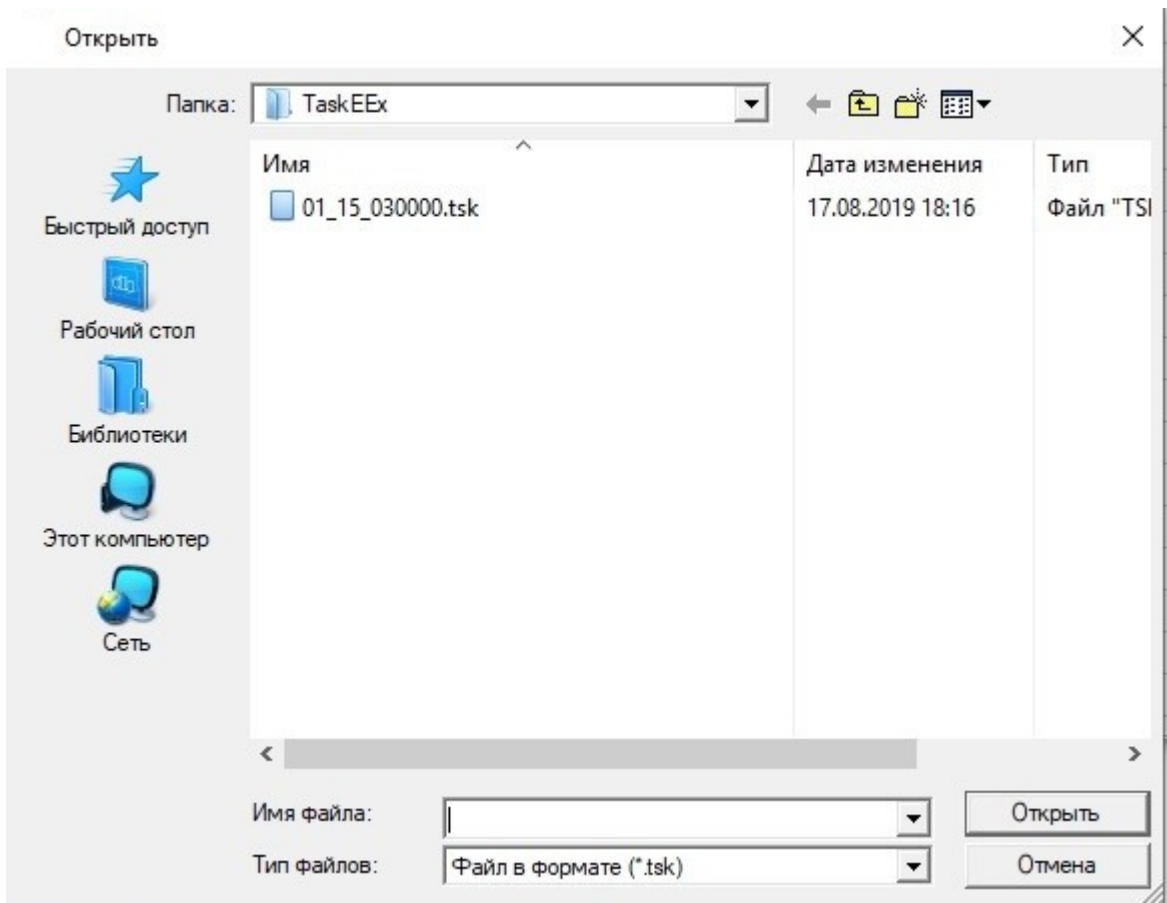 Открыть
Папка: TaskEEx
Имя Дата изменения Тип
01_15_030000.tsk 17.08.2019 18:16 Файл "TS
Быстрый доступ
Рабочий стол
Библиотеки
Этот компьютер
Сеть
Имя файла: Открыть
Тип файлов: Файл в формате (*.tsk) Отмена